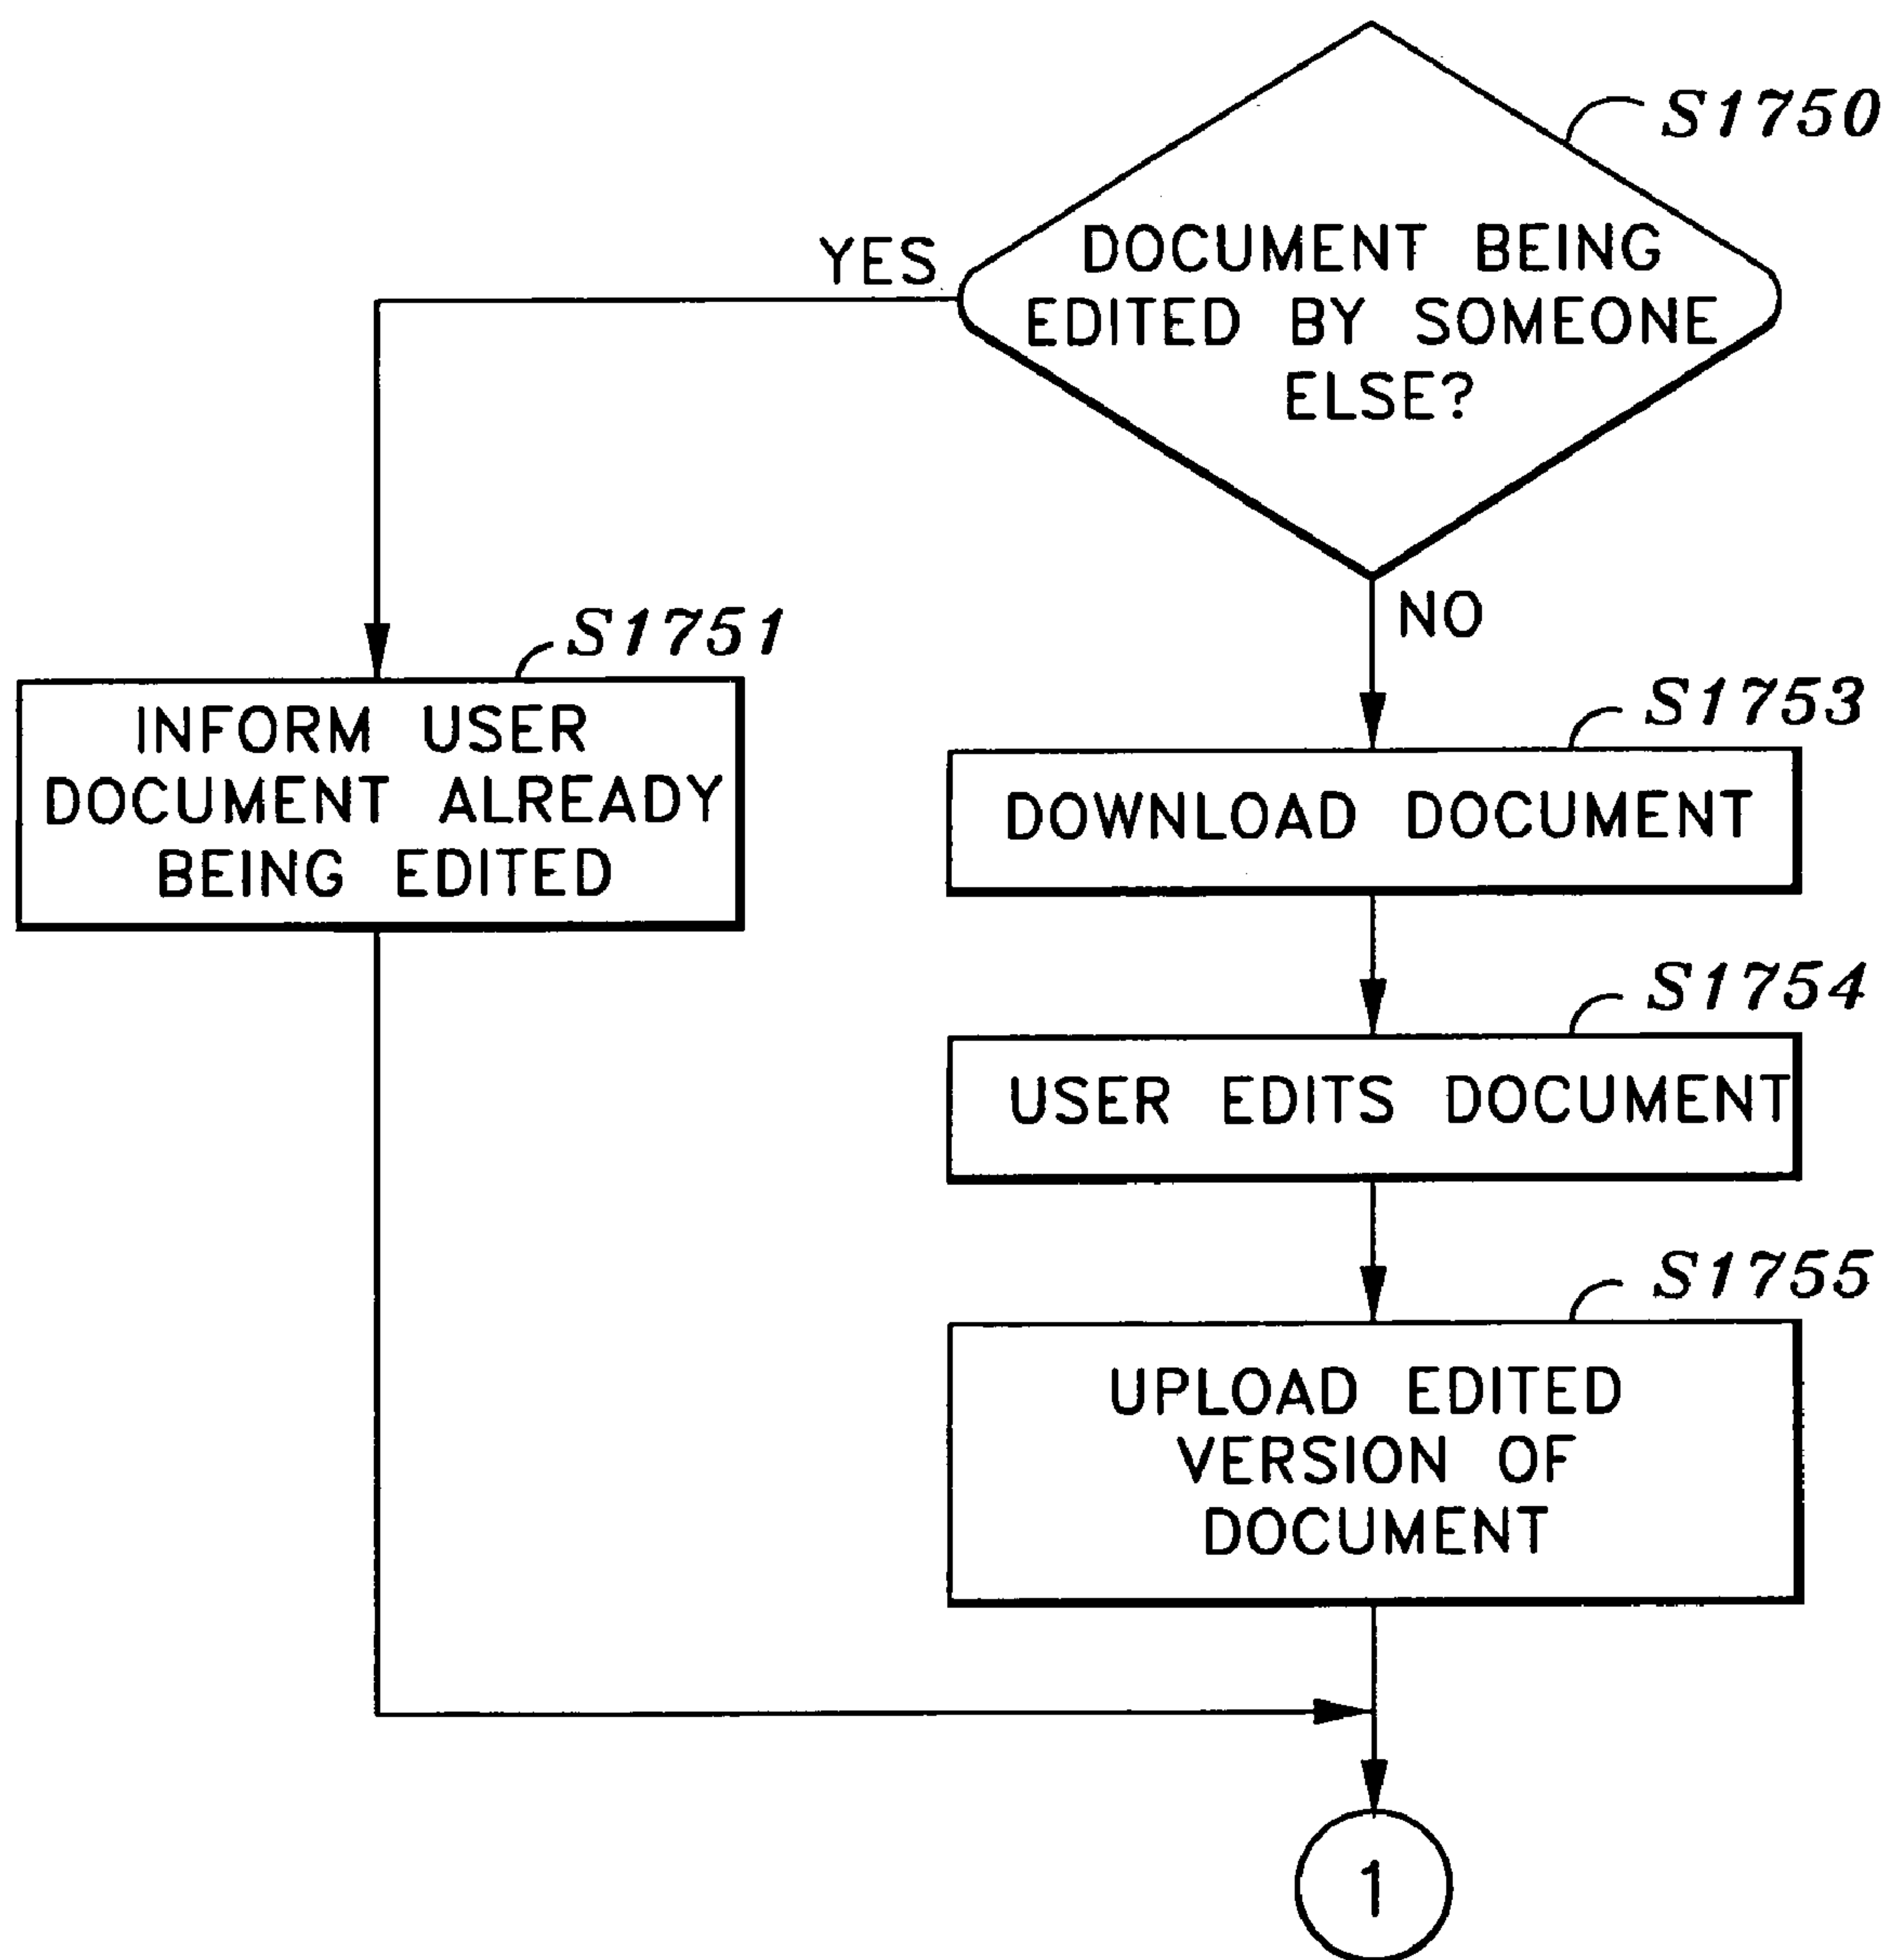 S1750
DOCUMENT BEING
EDITED BY SOMEONE
ELSE?
YES
NO
S1751
INFORM USER
DOCUMENT ALREADY
BEING EDITED
S1753
DOWNLOAD DOCUMENT
S1754
USER EDITS DOCUMENT
S1755
UPLOAD EDITED
VERSION OF
DOCUMENT
1